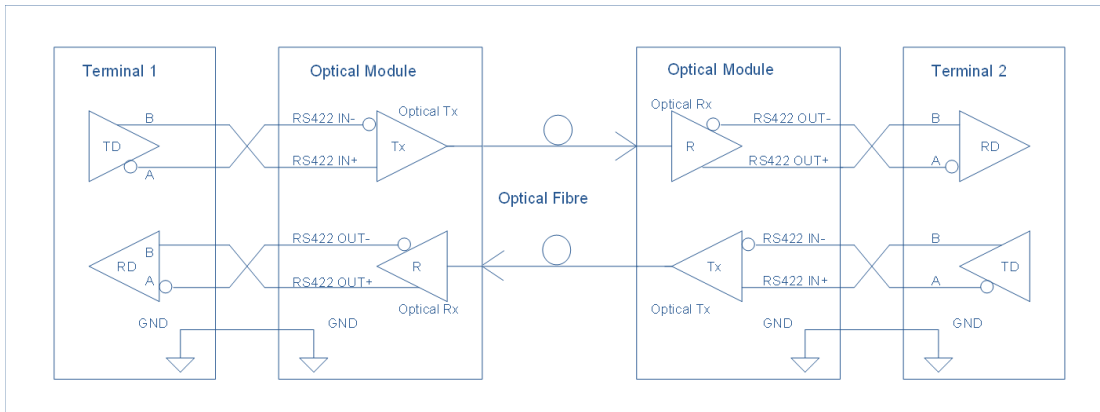 Terminal 1
Optical Module
Optical Module
Terminal 2
Optical Tx
Optical Rx
B
RS422 IN-
RS422 OUT-
B
TD
Tx
R
RD
A
RS422 IN+
RS422 OUT+
A
Optical Fibre
B
RS422 OUT-
RS422 IN-
B
RD
R
Tx
TD
A
RS422 OUT+
RS422 IN+
A
Optical Rx
Optical Tx
GND
GND
GND
GND